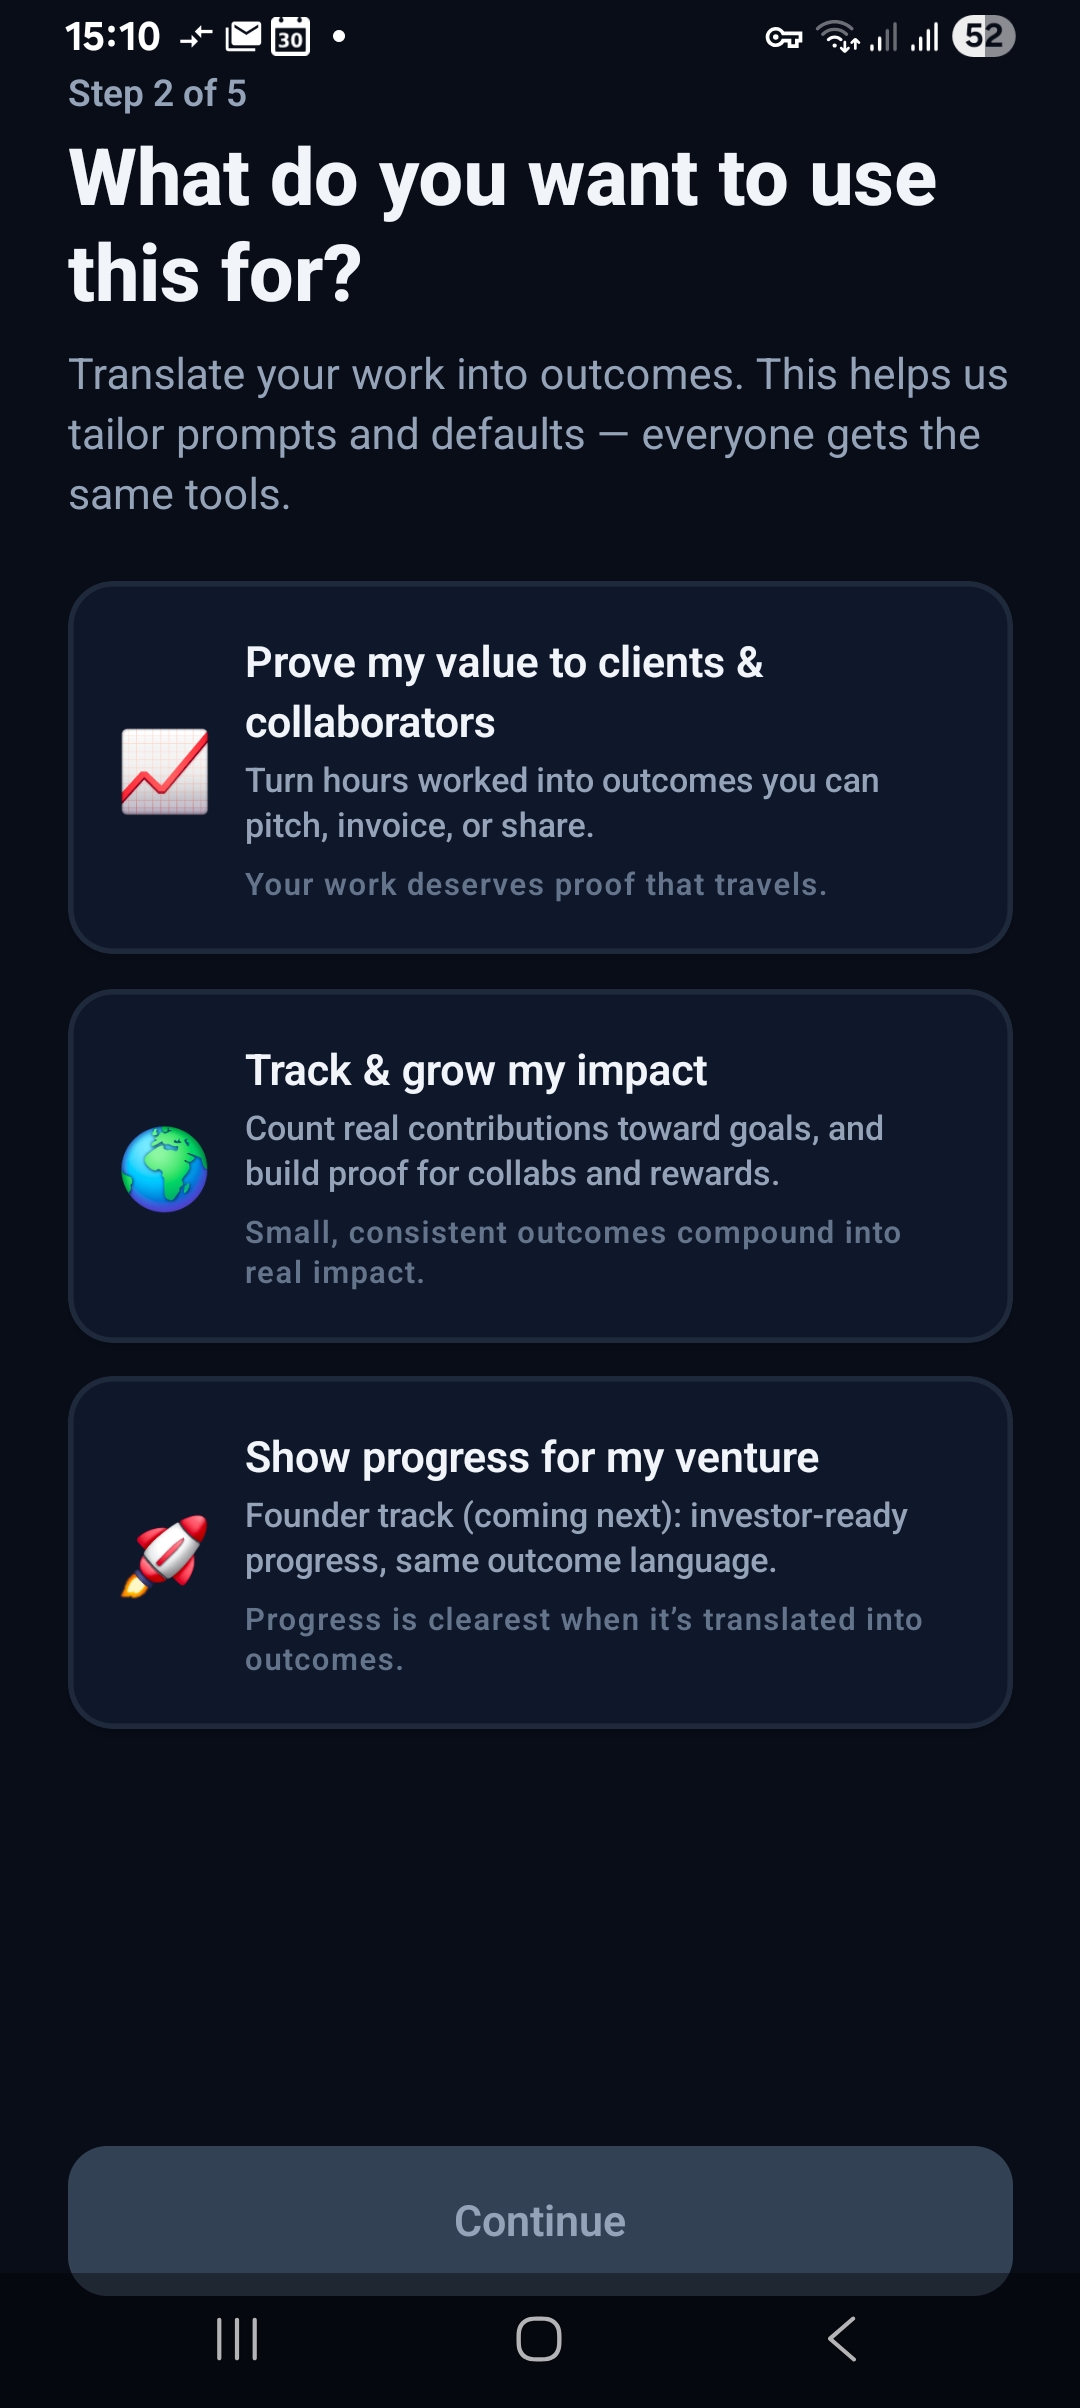 15:10
30
52
Step 2 of 5
What do you want to use
this for?
Translate your work into outcomes. This helps us
tailor prompts and defaults — everyone gets the
same tools.
Prove my value to clients &
collaborators
Turn hours worked into outcomes you can
pitch, invoice, or share.
Your work deserves proof that travels.
Track & grow my impact
Count real contributions toward goals, and
build proof for collabs and rewards.
Small, consistent outcomes compound into
real impact.
Show progress for my venture
Founder track (coming next): investor-ready
progress, same outcome language.
Progress is clearest when it’s translated into
outcomes.
Continue